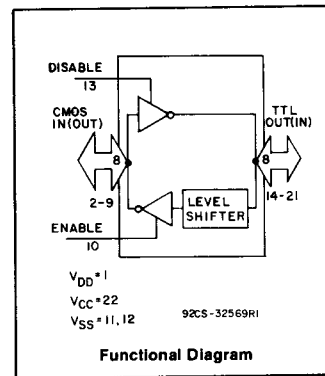 DISABLE
13
CMOS
IN(OUT)
TTL
OUT(IN)
8
8
2-9
14-21
LEVEL
SHIFTER
ENABLE
10
VDD=1
VCC=22
VSS=11, 12
92CS-32569R1
Functional Diagram